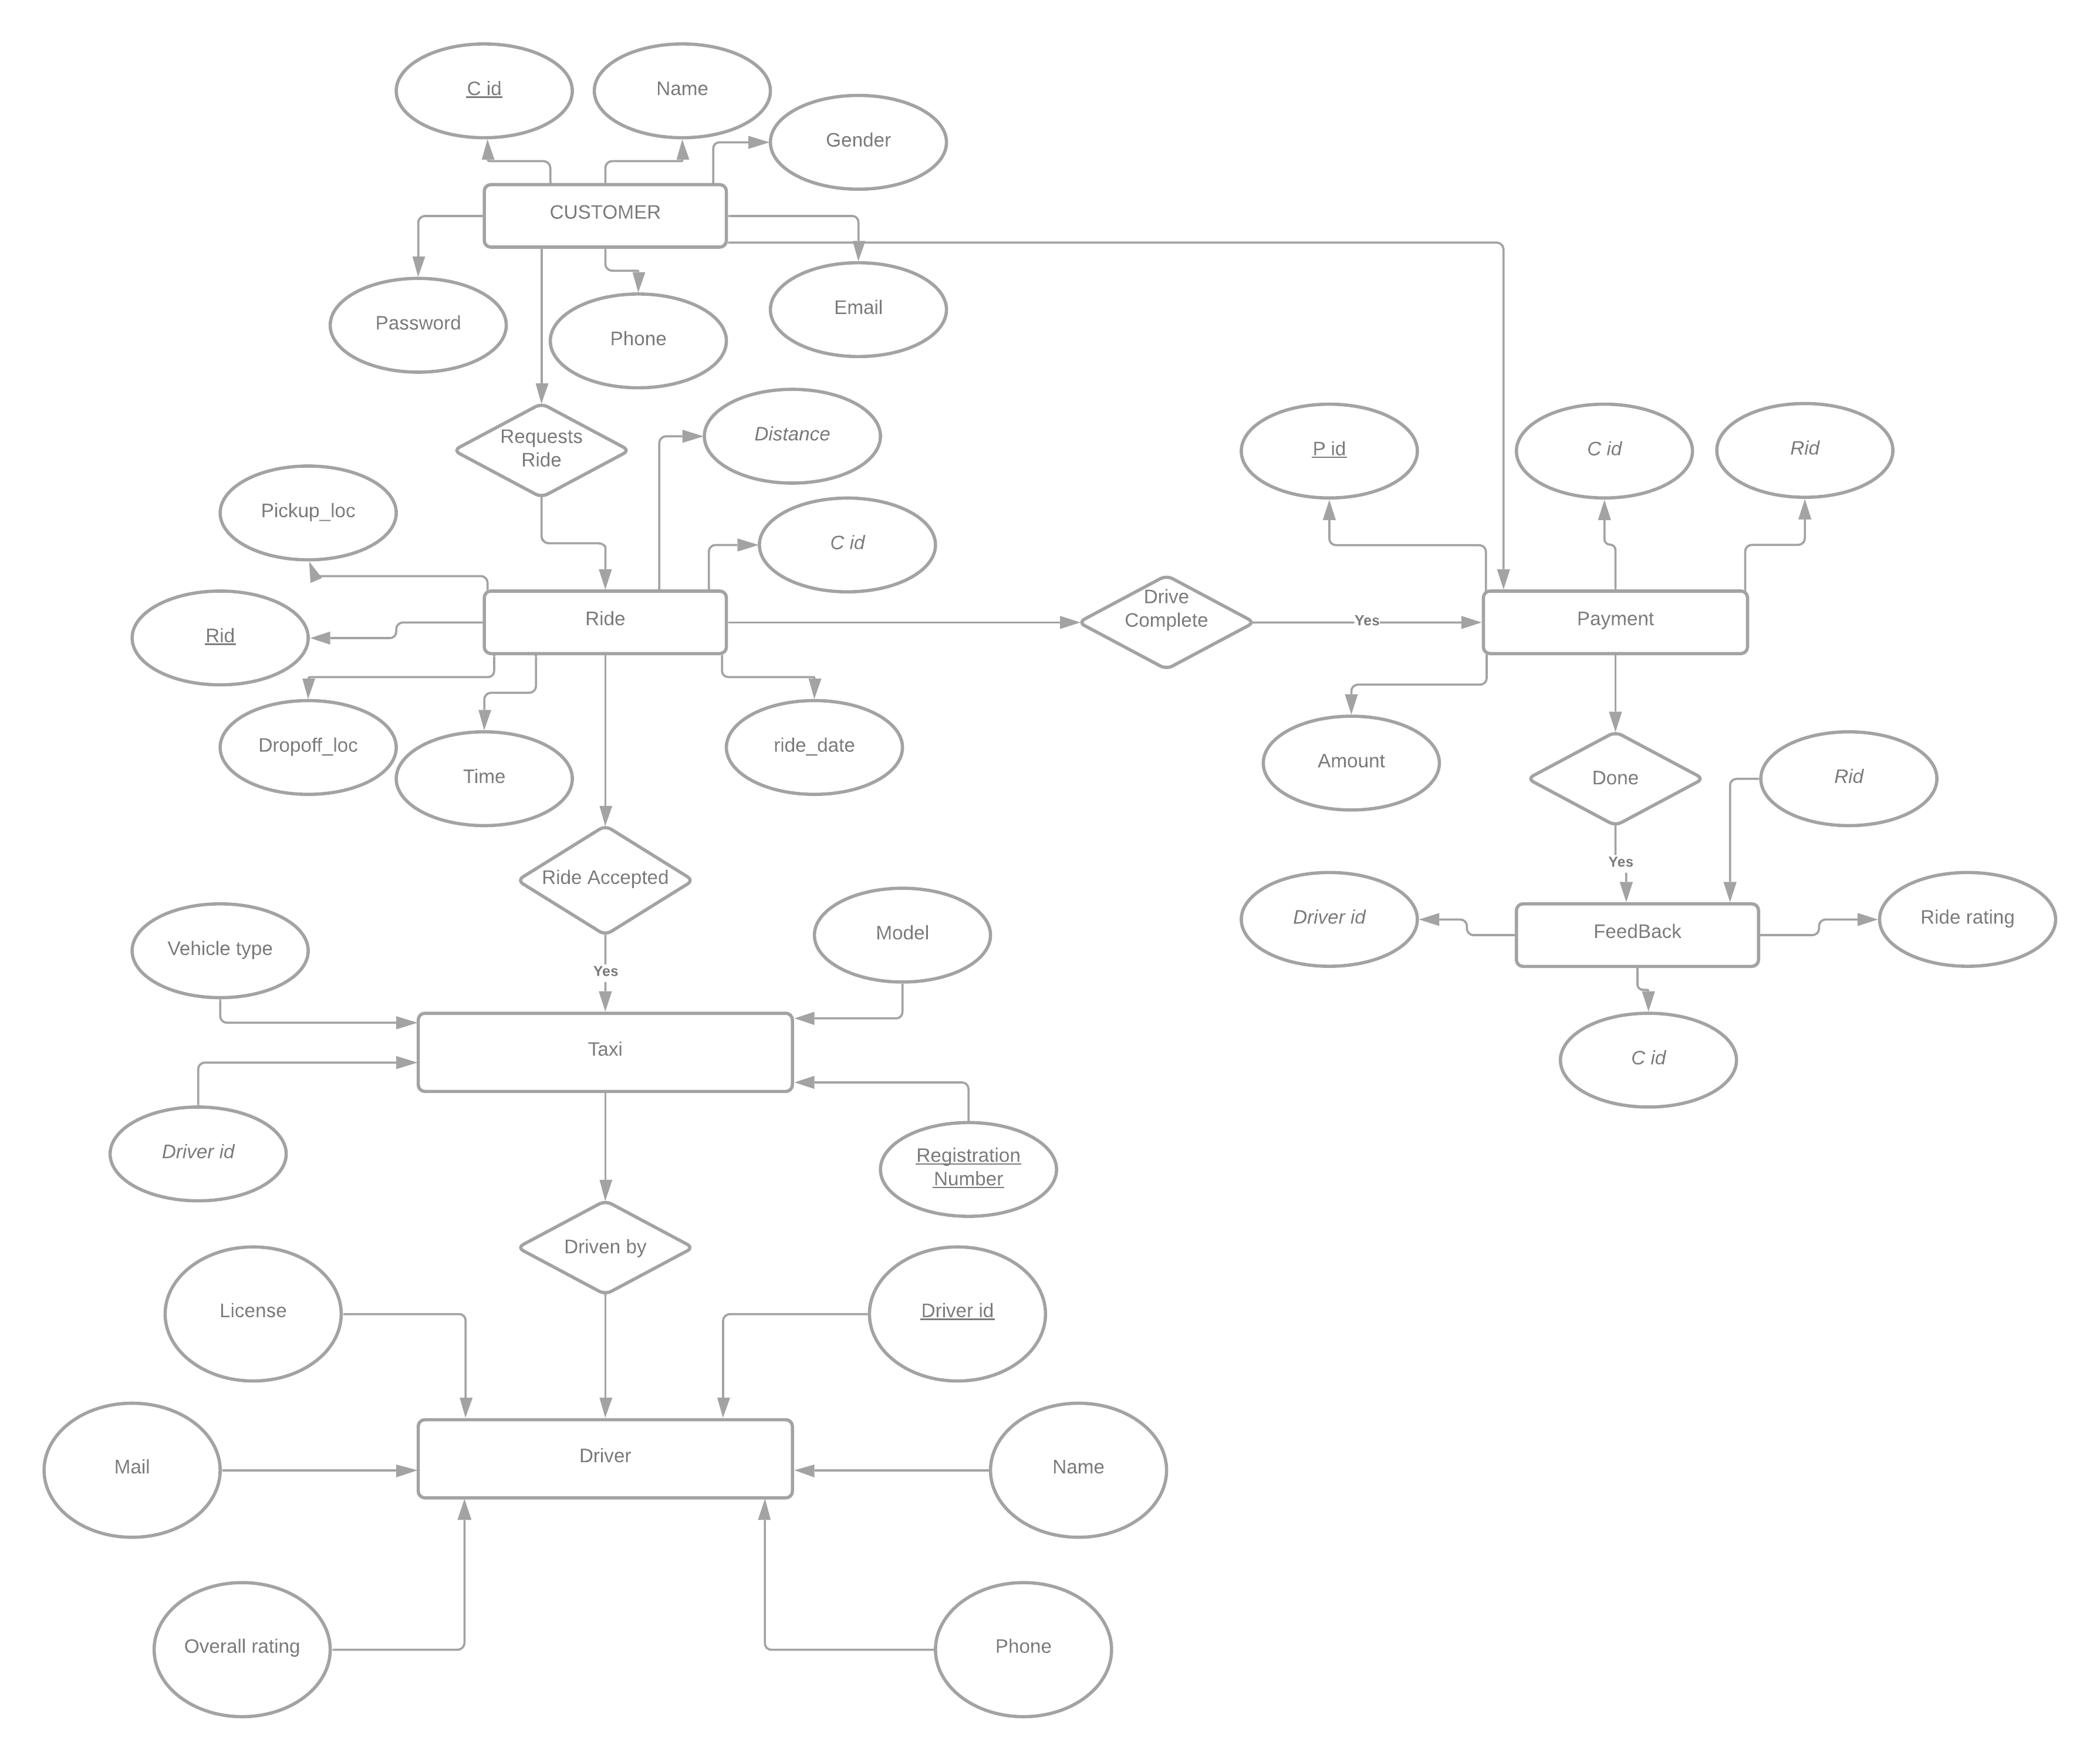 C id
Name
Gender
CUSTOMER
Password
Phone
Email
Requests
Ride
Distance
Pickup_loc
C id
P id
C id
Rid
Rid
Ride
Drive
Complete
Yes
Payment
Dropoff_loc
Time
ride_date
Amount
Done
Rid
Ride Accepted
Yes
Yes
Vehicle type
Model
Driver id
FeedBack
Ride rating
Taxi
C id
Driver id
Registration
Number
Driven by
License
Driver id
Mail
Driver
Name
Overall rating
Phone